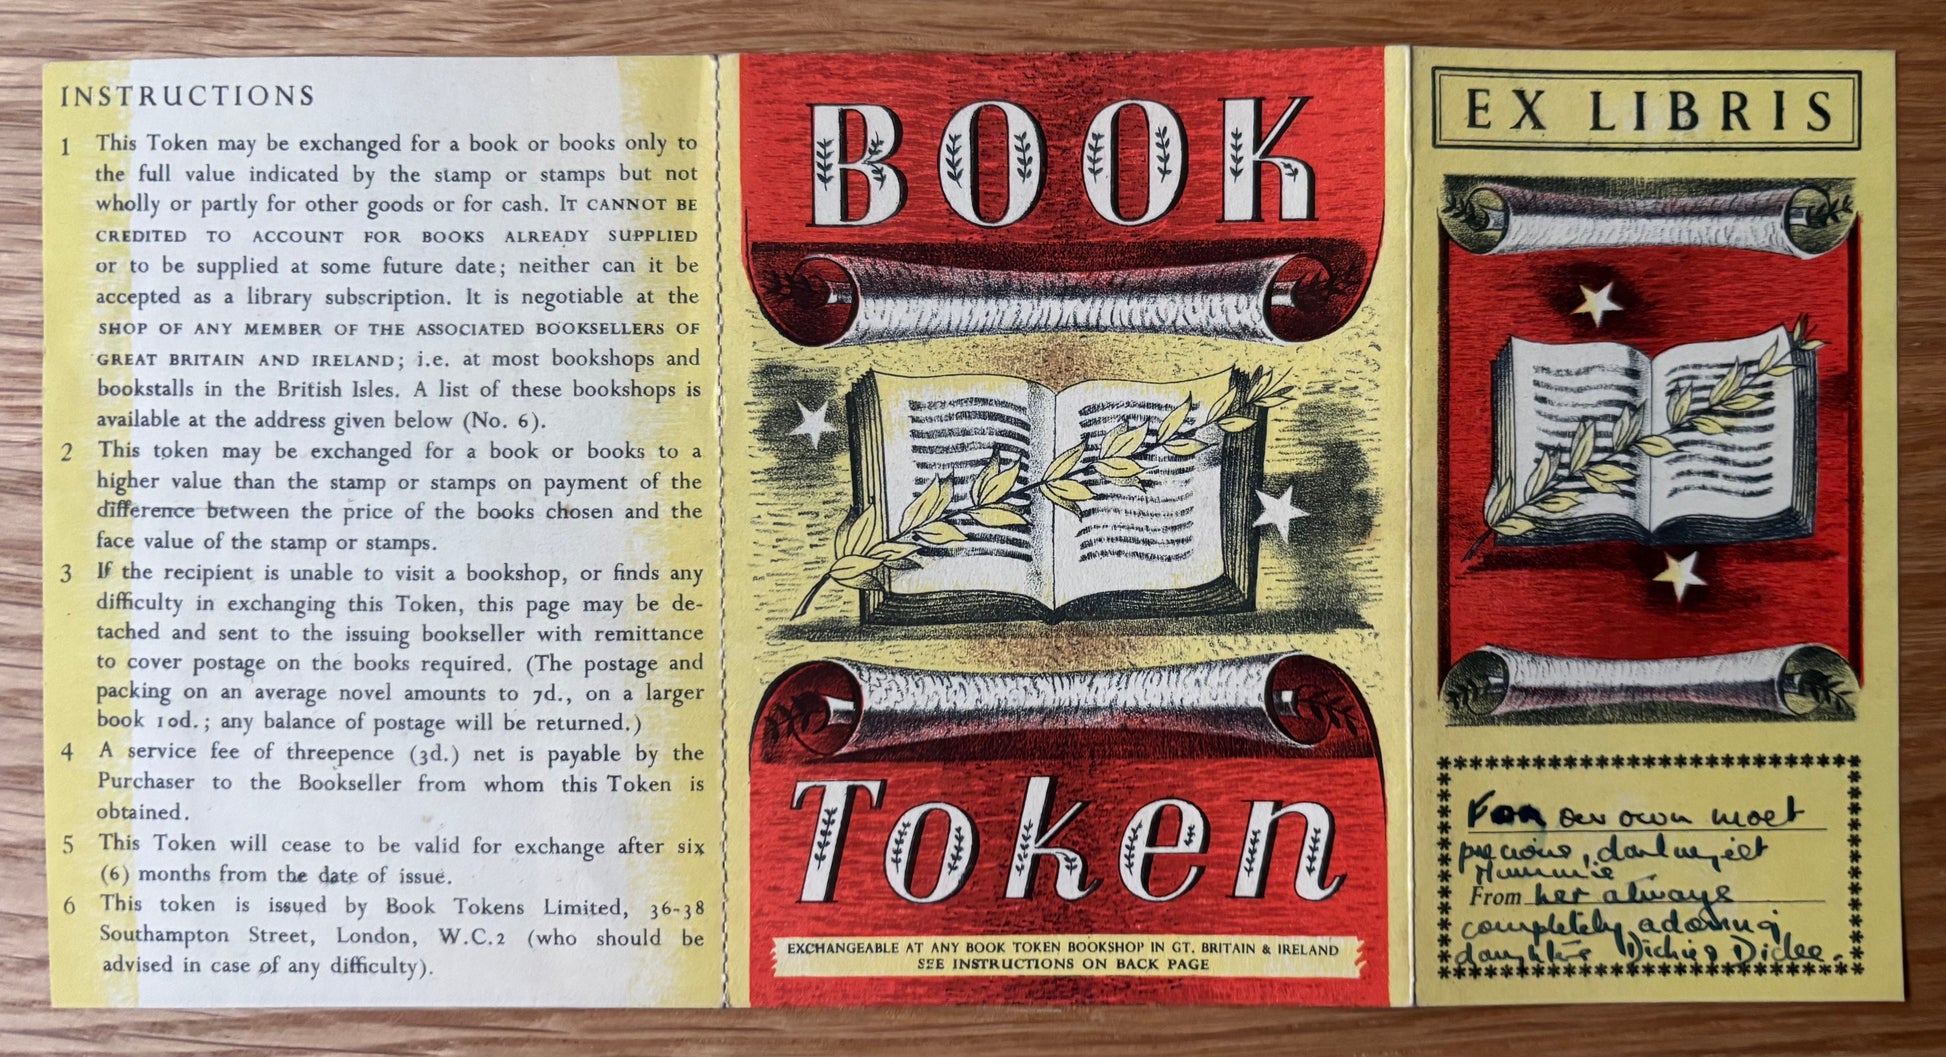 INSTRUCTIONS
1 This Token may be exchanged for a book or books only to
the full value indicated by the stamp or stamps but not
wholly or partly for other goods or for cash. IT CANNOT BE
CREDITED TO ACCOUNT FOR BOOKS ALREADY SUPPLIED
or to be supplied at some future date; neither can it be
accepted as a library subscription. It is negotiable at the
SHOP OF ANY MEMBER OF THE ASSOCIATED BOOKSELLERS OF
GREAT BRITAIN AND IRELAND; i.e. at most bookshops and
bookstalls in the British Isles. A list of these bookshops is
available at the address given below (No. 6).
2 This token may be exchanged for a book or books to a
higher value than the stamp or stamps on payment of the
difference between the price of the books chosen and the
face value of the stamp or stamps.
3 If the recipient is unable to visit a bookshop, or finds any
difficulty in exchanging this Token, this page may be de-
tached and sent to the issuing bookseller with remittance
to cover postage on the books required. (The postage and
packing on an average novel amounts to 7d., on a larger
book 10d.; any balance of postage will be returned.)
4 A service fee of threepence (3d.) net is payable by the
Purchaser to the Bookseller from whom this Token is
obtained.
5 This Token will cease to be valid for exchange after six
(6) months from the date of issue.
6 This token is issued by Book Tokens Limited, 36-38
Southampton Street, London, W.C.2 (who should be
advised in case of any difficulty).
BOOK
Token
EXCHANGEABLE AT ANY BOOK TOKEN BOOKSHOP IN GT. BRITAIN & IRELAND
SEE INSTRUCTIONS ON BACK PAGE
EX LIBRIS
For our own most
precious, darlingest
Mummie
From her always
completely adoring
daughters